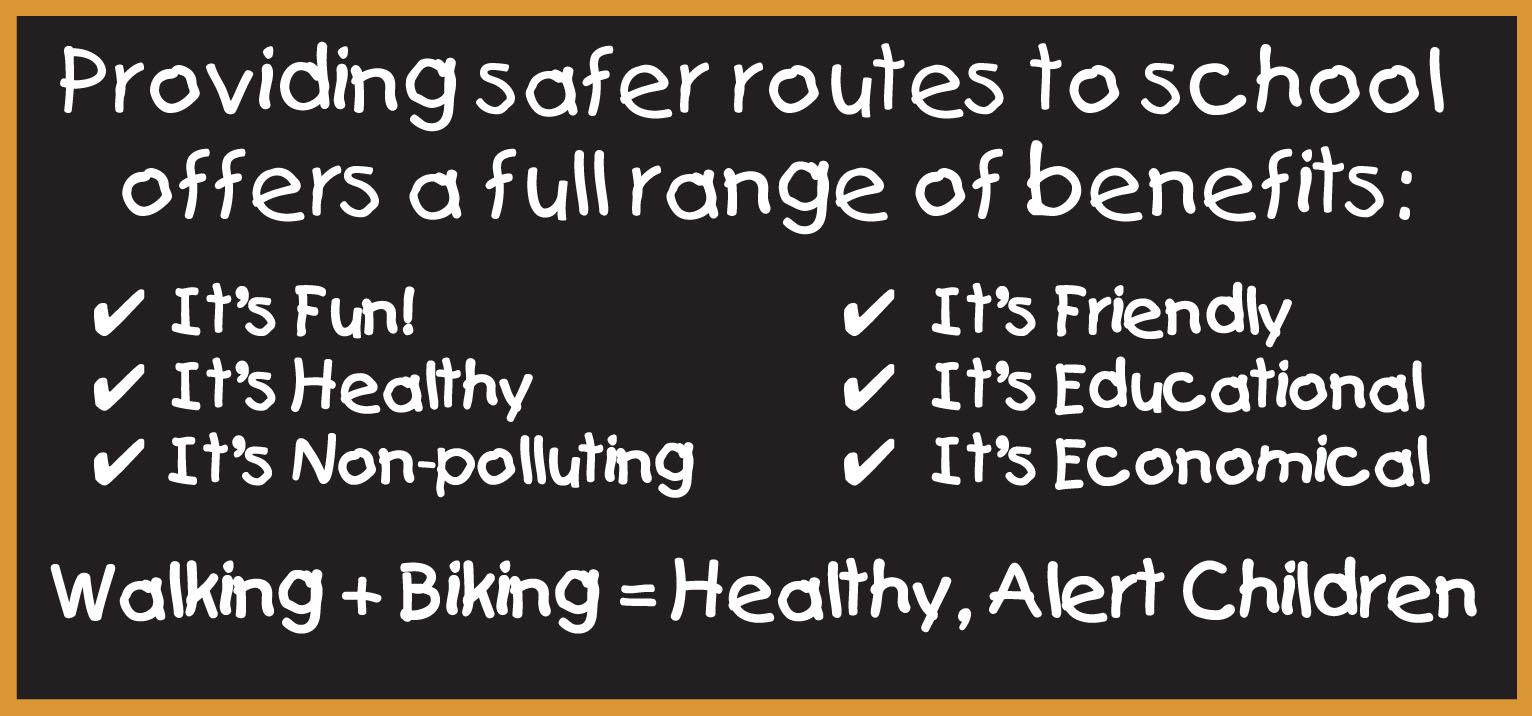 Providing safer routes to school
offers a full range of benefits:
✔ It's Fun!
✔ It's Healthy
✔ It's Non-polluting
✔ It's Friendly
✔ It's Educational
✔ It's Economical
Walking + Biking = Healthy, Alert Children